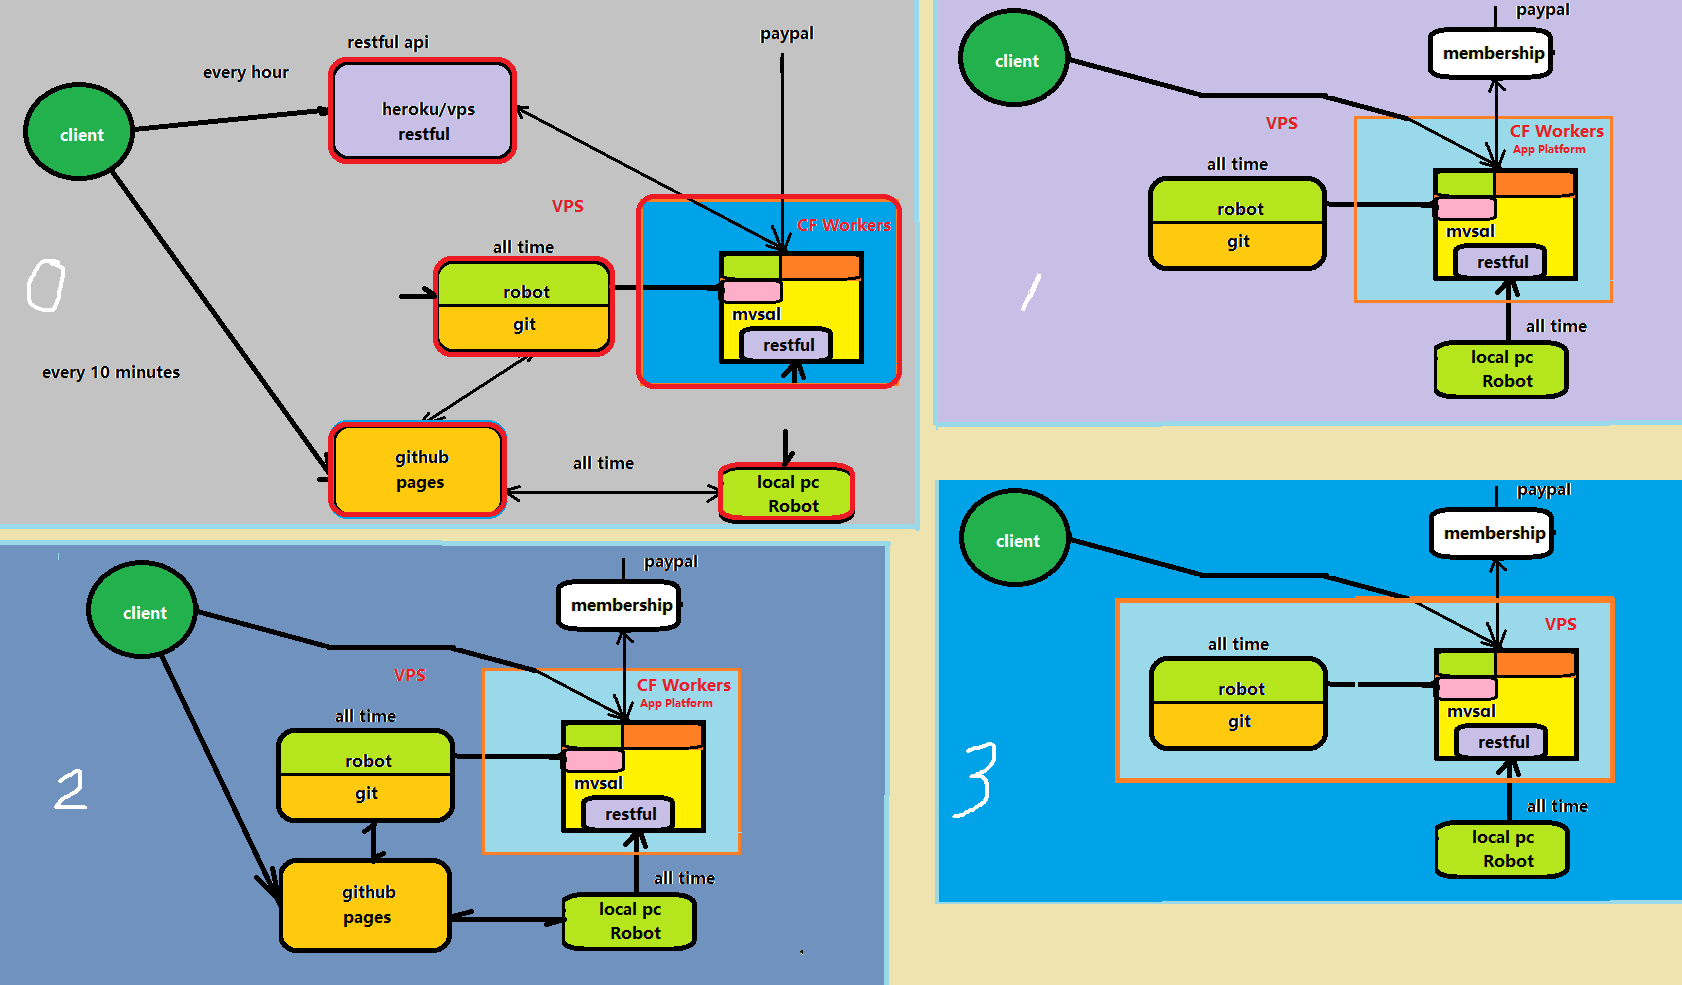 restful api
every hour
client
heroku/vps
restful
paypal
VPS
CF Workers
all time
robot
git
mvsal
restful
0
every 10 minutes
github
pages
all time
local pc
Robot
paypal
membership
client
VPS
CF Workers
App Platform
all time
robot
git
mvsal
restful
1
all time
local pc
Robot
paypal
membership
client
VPS
CF Workers
App Platform
all time
robot
git
mvsal
restful
2
all time
github
pages
local pc
Robot
paypal
membership
client
VPS
all time
robot
git
mvsal
restful
3
all time
local pc
Robot